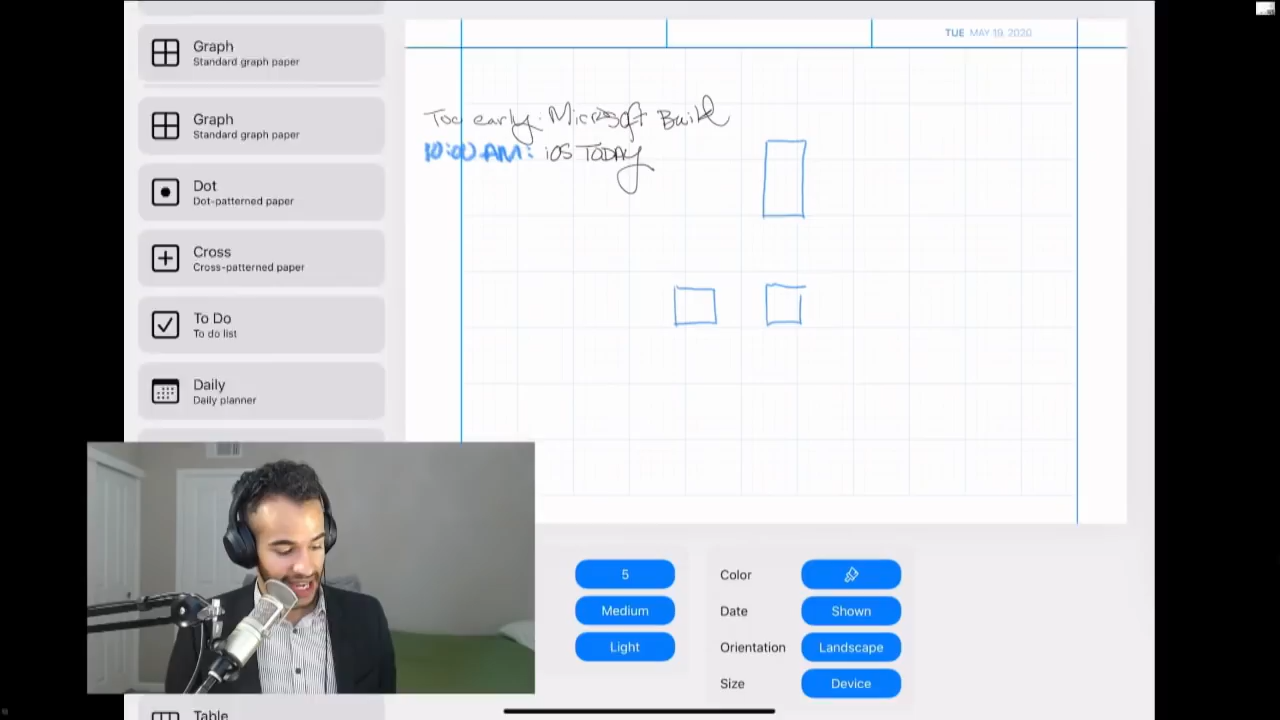 Graph
Standard graph paper
Graph
Standard graph paper
Dot
Dot-patterned paper
Cross
Cross-patterned paper
To Do
To do list
Daily
Daily planner
Table
TUE MAY 19, 2020
Too early: Microsoft Build
10:00 AM: iOS TODAY
5
Medium
Light
Color
Date Shown
Orientation Landscape
Size Device